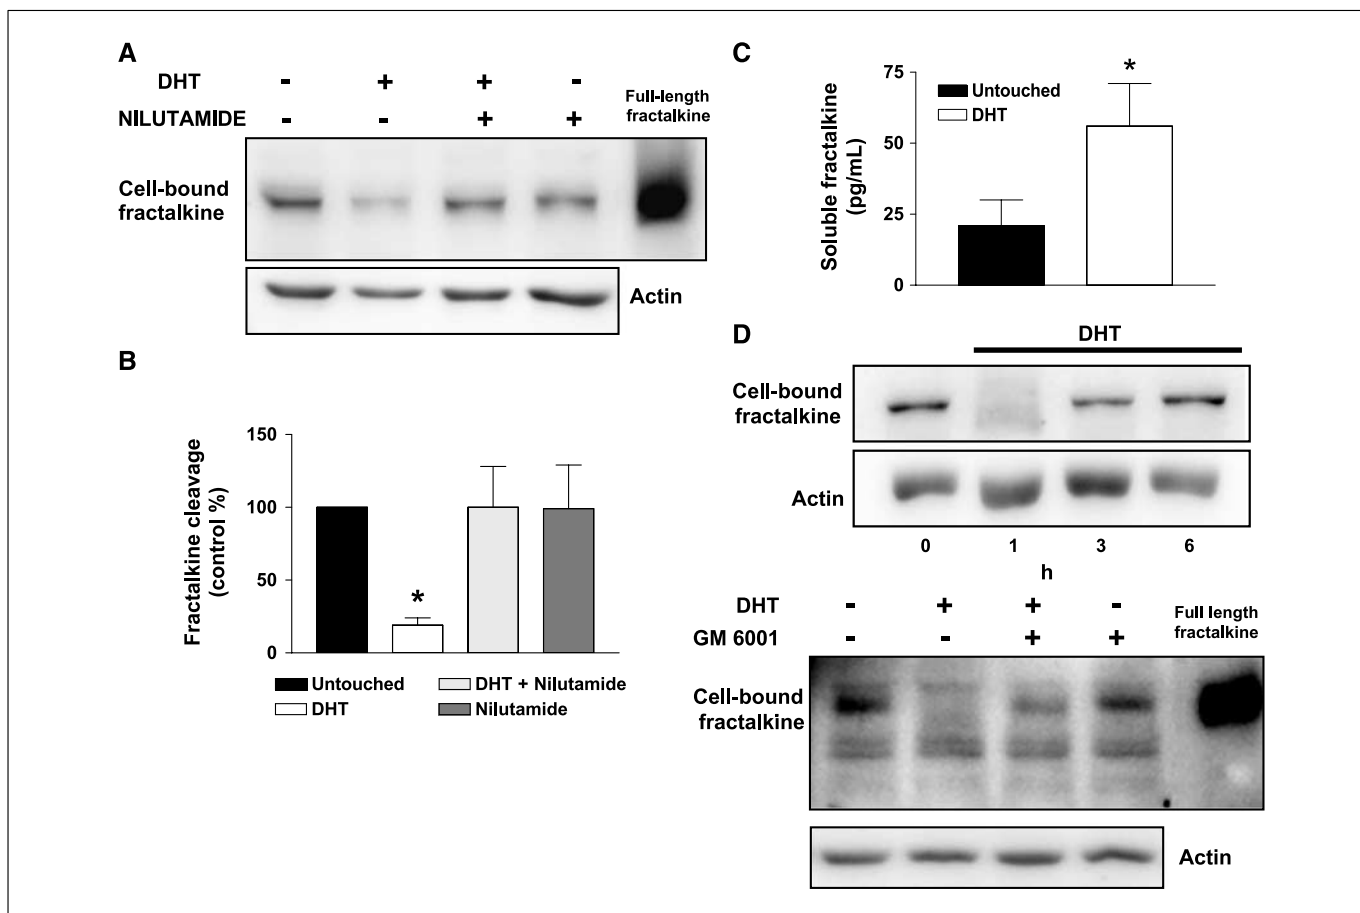 A
DHT - + + -
NILUTAMIDE - - + +
Full-length
fractalkine
Cell-bound
fractalkine
Actin
B
Fractalkine cleavage
(control %)
150
100
50
0
*
Untouched
DHT
DHT + Nilutamide
Nilutamide
C
Soluble fractalkine
(pg/mL)
75
50
25
0
*
Untouched
DHT
D
DHT
Cell-bound
fractalkine
Actin
0 1 3 6
h
DHT - + + -
GM 6001 - - + +
Full length
fractalkine
Cell-bound
fractalkine
Actin